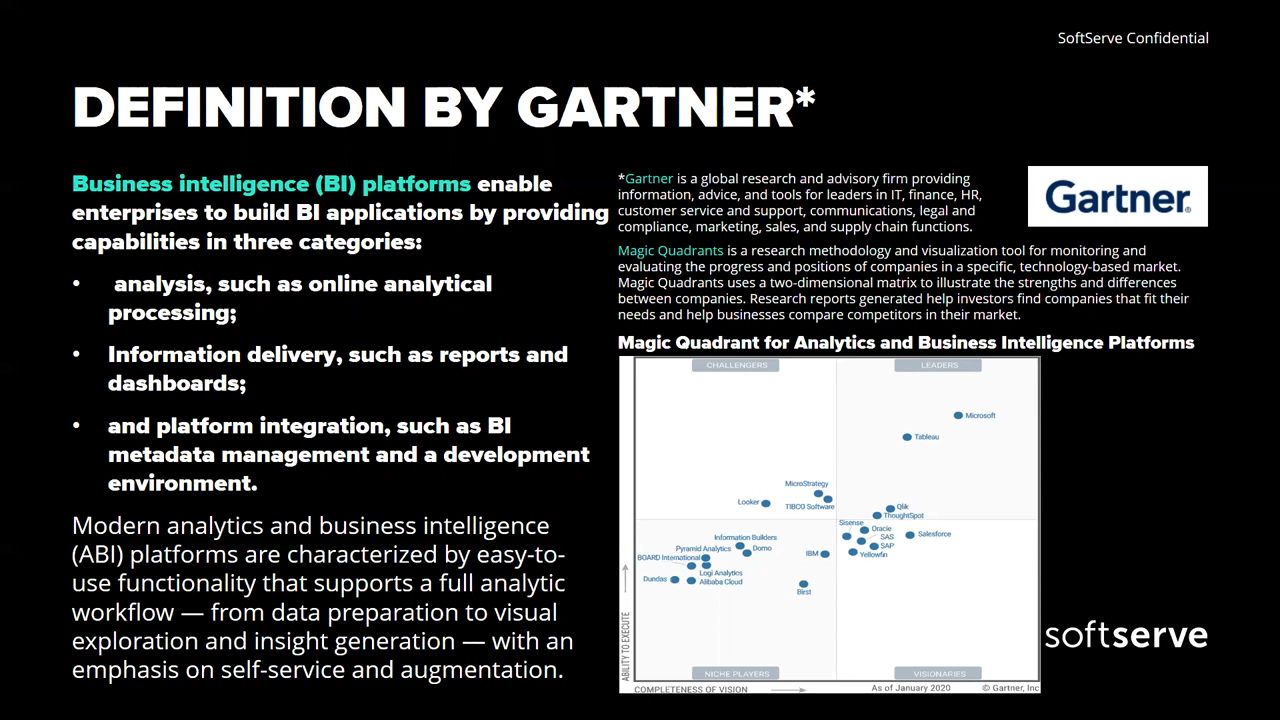 SoftServe Confidential
DEFINITION BY GARTNER*
Business intelligence (BI) platforms enable
enterprises to build BI applications by providing
capabilities in three categories:
• analysis, such as online analytical
processing;
• Information delivery, such as reports and
dashboards;
• and platform integration, such as BI
metadata management and a development
environment.
Modern analytics and business intelligence
(ABI) platforms are characterized by easy-to-
use functionality that supports a full analytic
workflow — from data preparation to visual
exploration and insight generation — with an
emphasis on self-service and augmentation.
*Gartner is a global research and advisory firm providing
information, advice, and tools for leaders in IT, finance, HR,
customer service and support, communications, legal and
compliance, marketing, sales, and supply chain functions.
Gartner®
Magic Quadrants is a research methodology and visualization tool for monitoring and
evaluating the progress and positions of companies in a specific, technology-based market.
Magic Quadrants uses a two-dimensional matrix to illustrate the strengths and differences
between companies. Research reports generated help investors find companies that fit their
needs and help businesses compare competitors in their market.
Magic Quadrant for Analytics and Business Intelligence Platforms
CHALLENGERS
LEADERS
Microsoft
Tableau
MicroStrategy
Looker
TIBCO Software
Qlik
ThoughtSpot
Sisense
Oracle
Salesforce
SAS
SAP
Yellowfin
Information Builders
Domo
Pyramid Analytics
IBM
BOARD International
Logi Analytics
Dundas
Alibaba Cloud
Birst
ABILITY TO EXECUTE
NICHE PLAYERS
VISIONARIES
COMPLETENESS OF VISION
As of January 2020
© Gartner, Inc
softserve